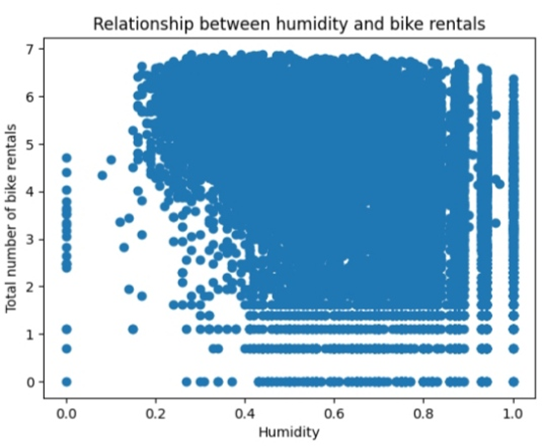 Relationship between humidity and bike rentals
Total number of bike rentals
7
6
5
4
3
2
1
0
0.0 0.2 0.4 0.6 0.8 1.0
Humidity